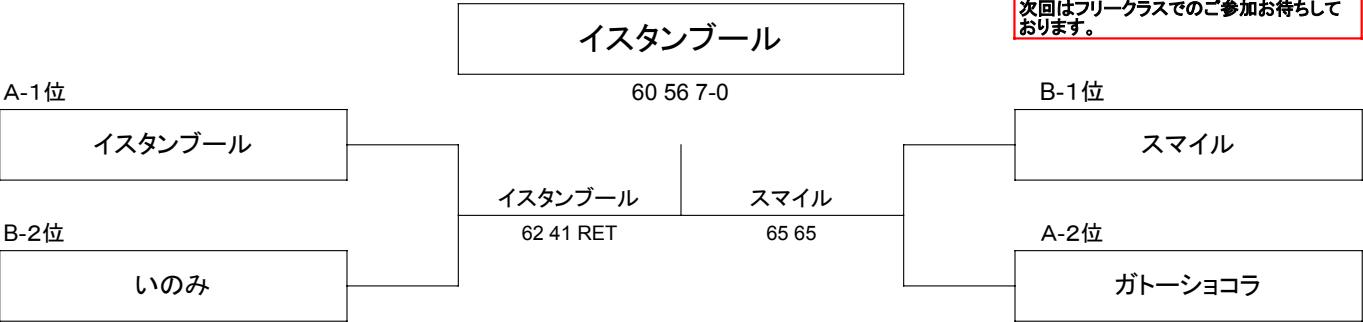 次回はフリークラスでのご参加お待ちして
おります。
イスタンブール
60 56 7-0
A-1位
B-1位
イスタンブール
スマイル
イスタンブール
スマイル
62 41 RET
65 65
B-2位
A-2位
いのみ
ガトーショコラ